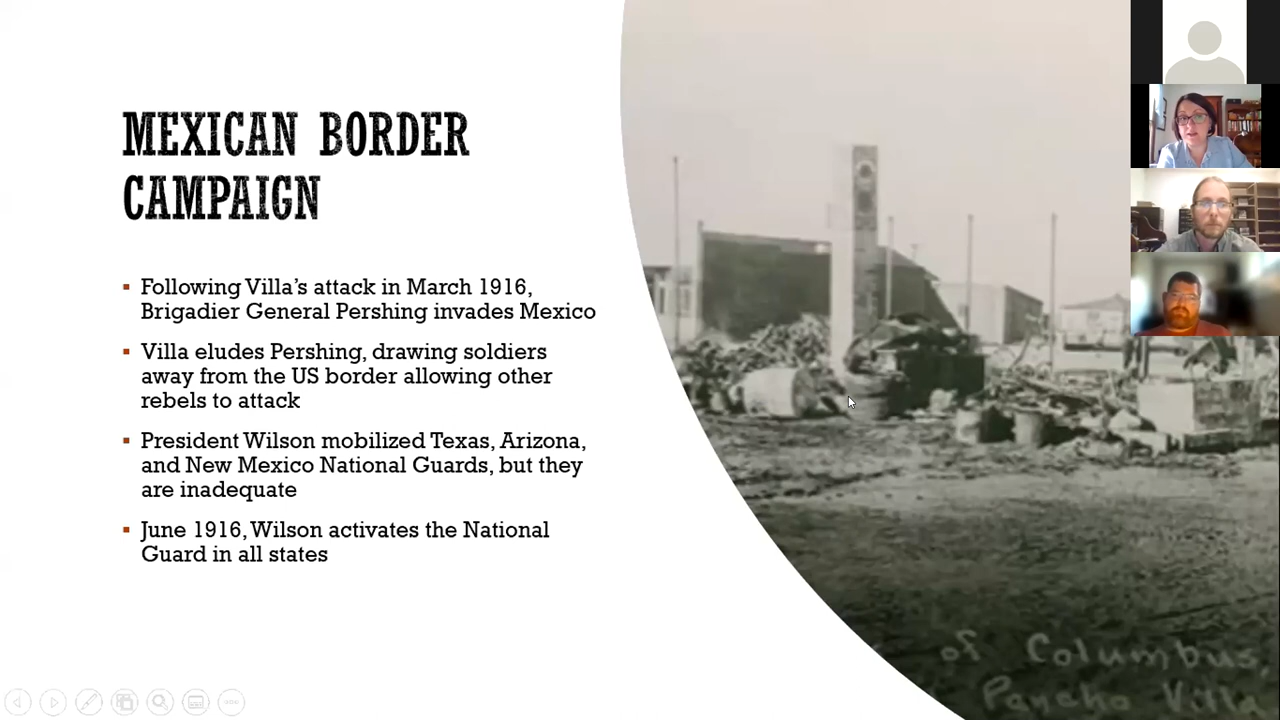 MEXICAN BORDER
CAMPAIGN
▪ Following Villa's attack in March 1916,
Brigadier General Pershing invades Mexico
▪ Villa eludes Pershing, drawing soldiers
away from the US border allowing other
rebels to attack
▪ President Wilson mobilized Texas, Arizona,
and New Mexico National Guards, but they
are inadequate
▪ June 1916, Wilson activates the National
Guard in all states
of Columbus,
Pancho Villa